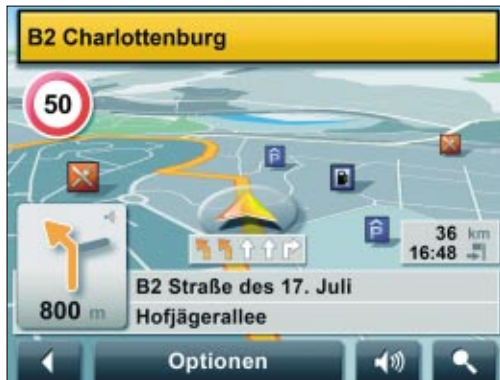 B2 Charlottenburg
50
P
P
36 km
16:48
800 m
B2 Straße des 17. Juli
Hofjägerallee
Optionen